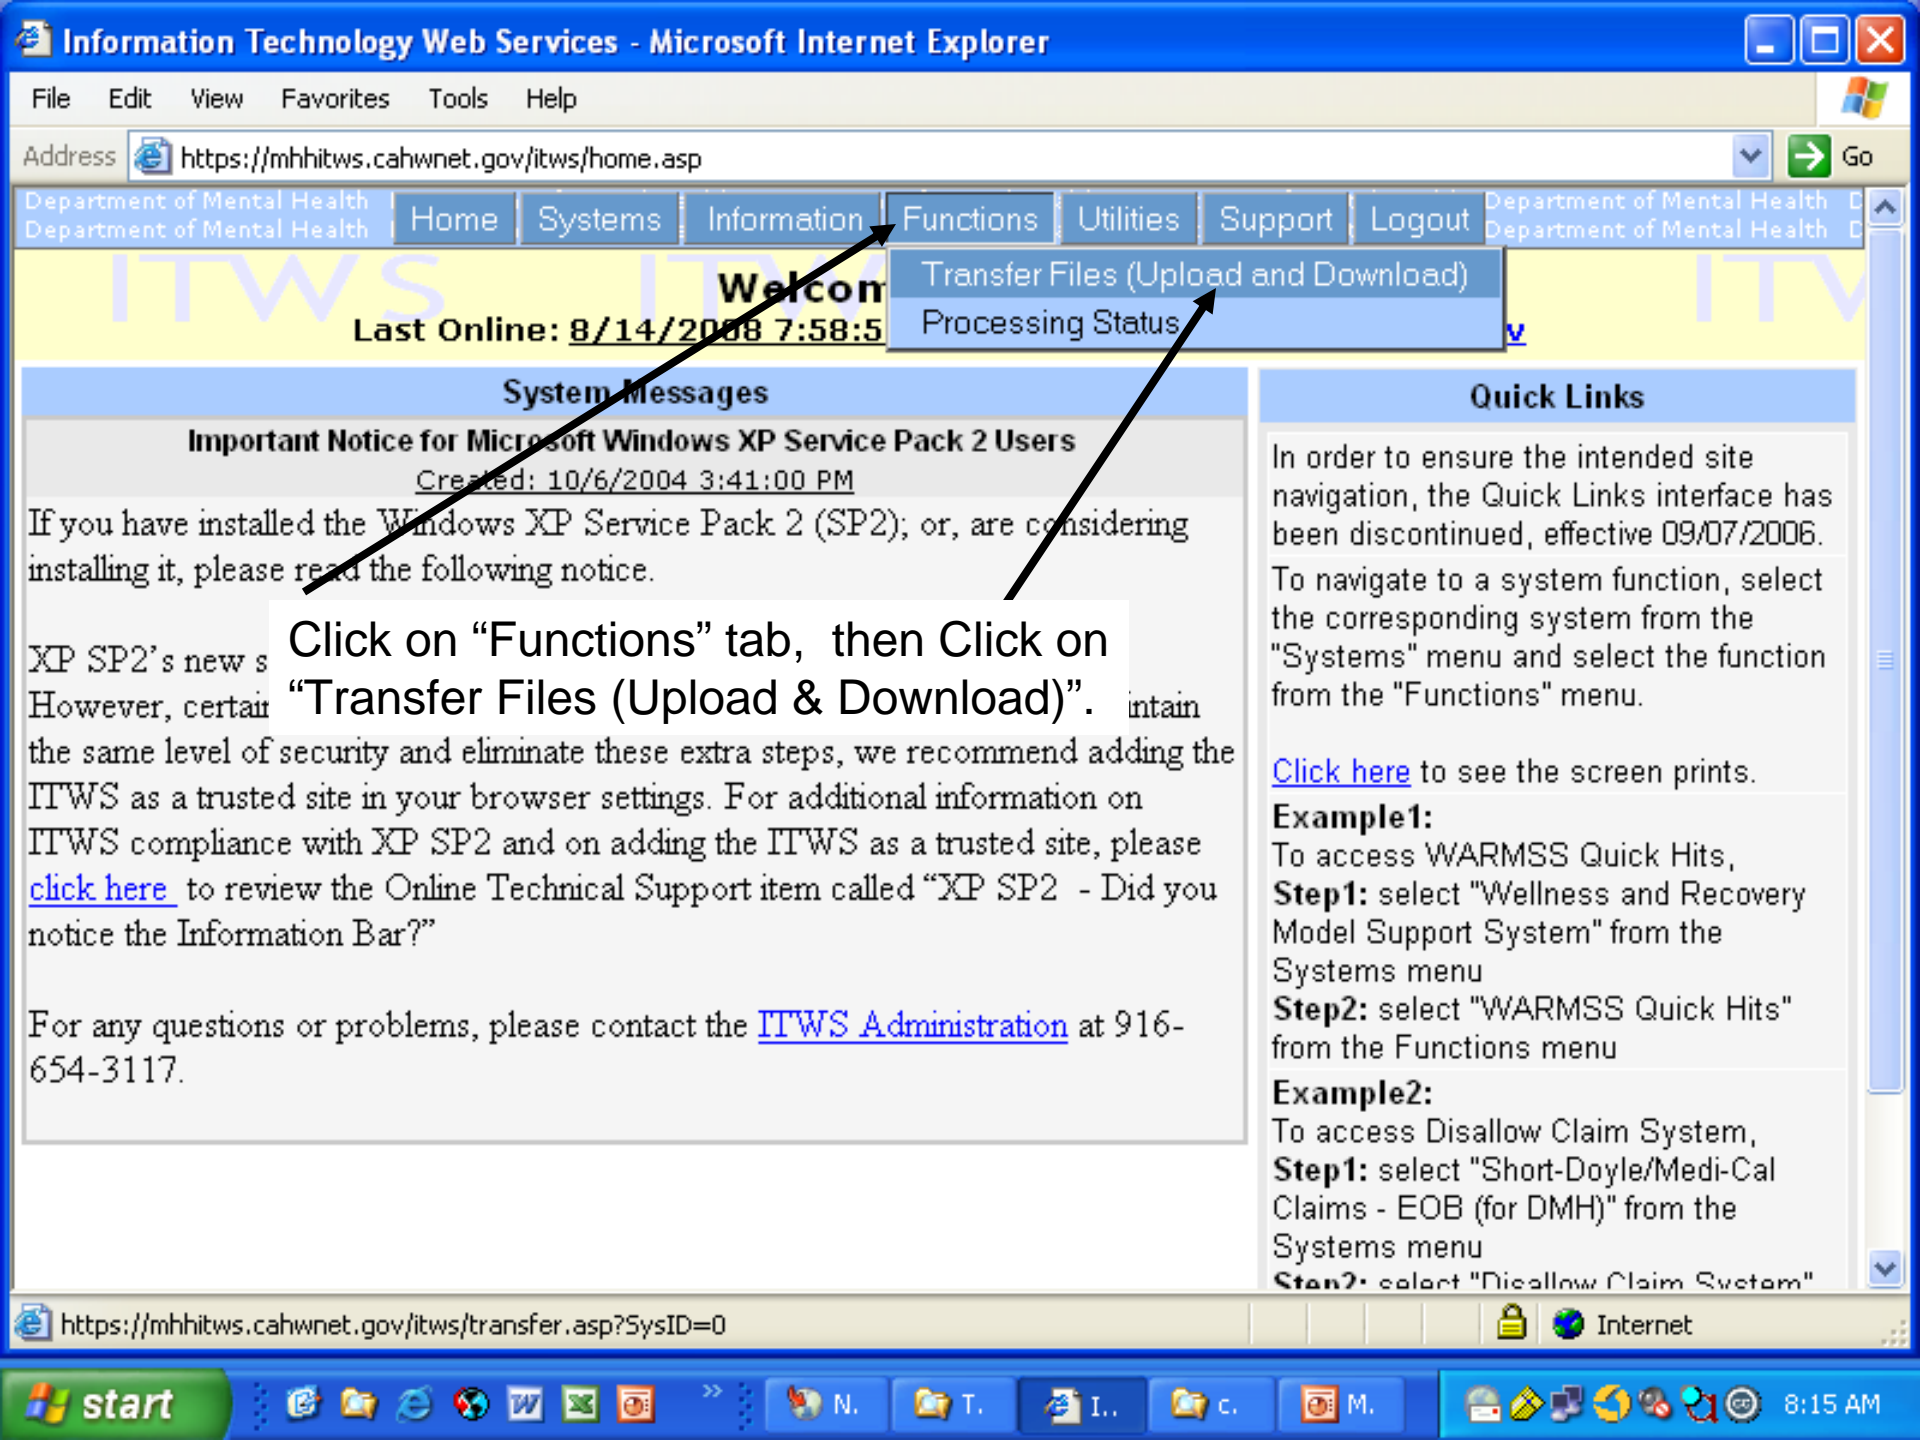 Information Technology Web Services - Microsoft Internet Explorer
File Edit View Favorites Tools Help
Address https://mhhitws.cahwnet.gov/itws/home.asp Go
Department of Mental Health Department of Mental Health
Department of Mental Health Department of Mental Health
Home Systems Information Functions Utilities Support Logout
Transfer Files (Upload and Download)
Processing Status
ITWS
Last Online: 8/14/2008 7:58:5
System Messages
Important Notice for Microsoft Windows XP Service Pack 2 Users
Created: 10/6/2004 3:41:00 PM
If you have installed the Windows XP Service Pack 2 (SP2); or, are considering
installing it, please read the following notice.
XP SP2's new
However,
the same level of security and eliminate these extra steps, we recommend adding the
ITWS as a trusted site in your browser settings. For additional information on
ITWS compliance with XP SP2 and on adding the ITWS as a trusted site, please
click here to review the Online Technical Support item called “XP SP2 - Did you
notice the Information Bar?”
For any questions or problems, please contact the ITWS Administration at 916-
654-3117.
Click on “Functions” tab, then Click on
“Transfer Files (Upload & Download)”.
Quick Links
In order to ensure the intended site
navigation, the Quick Links interface has
been discontinued, effective 09/07/2006.
To navigate to a system function, select
the corresponding system from the
"Systems" menu and select the function
from the "Functions" menu.
Click here to see the screen prints.
Example1:
To access WARMSS Quick Hits,
Step1: select "Wellness and Recovery
Model Support System" from the
Systems menu
Step2: select "WARMSS Quick Hits"
from the Functions menu
Example2:
To access Disallow Claim System,
Step1: select "Short-Doyle/Medi-Cal
Claims - EOB (for DMH)" from the
Systems menu
Step2: select "Disallow Claim System"
https://mhhitws.cahwnet.gov/itws/transfer.asp?SysID=0 Internet
start N. T. I.. c. M. 8:15 AM